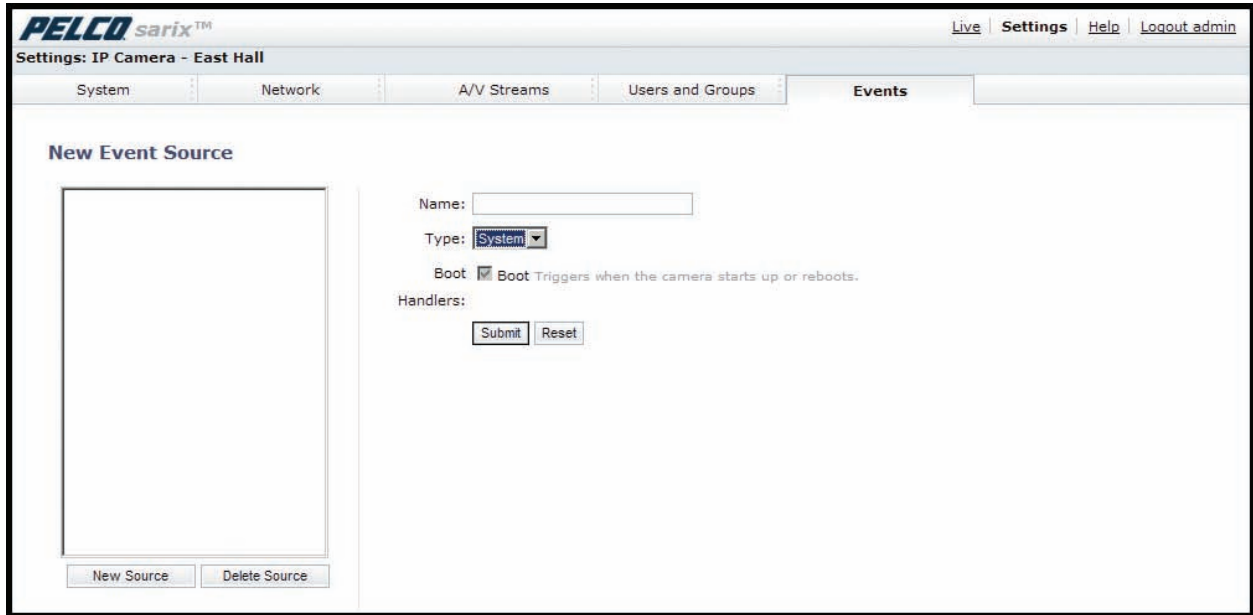 PELCO sarix™
Live Settings Help Logout admin
Settings: IP Camera - East Hall
System Network A/V Streams Users and Groups Events
New Event Source
Name:
Type: System
Boot Boot Triggers when the camera starts up or reboots.
Handlers:
Submit Reset
New Source Delete Source